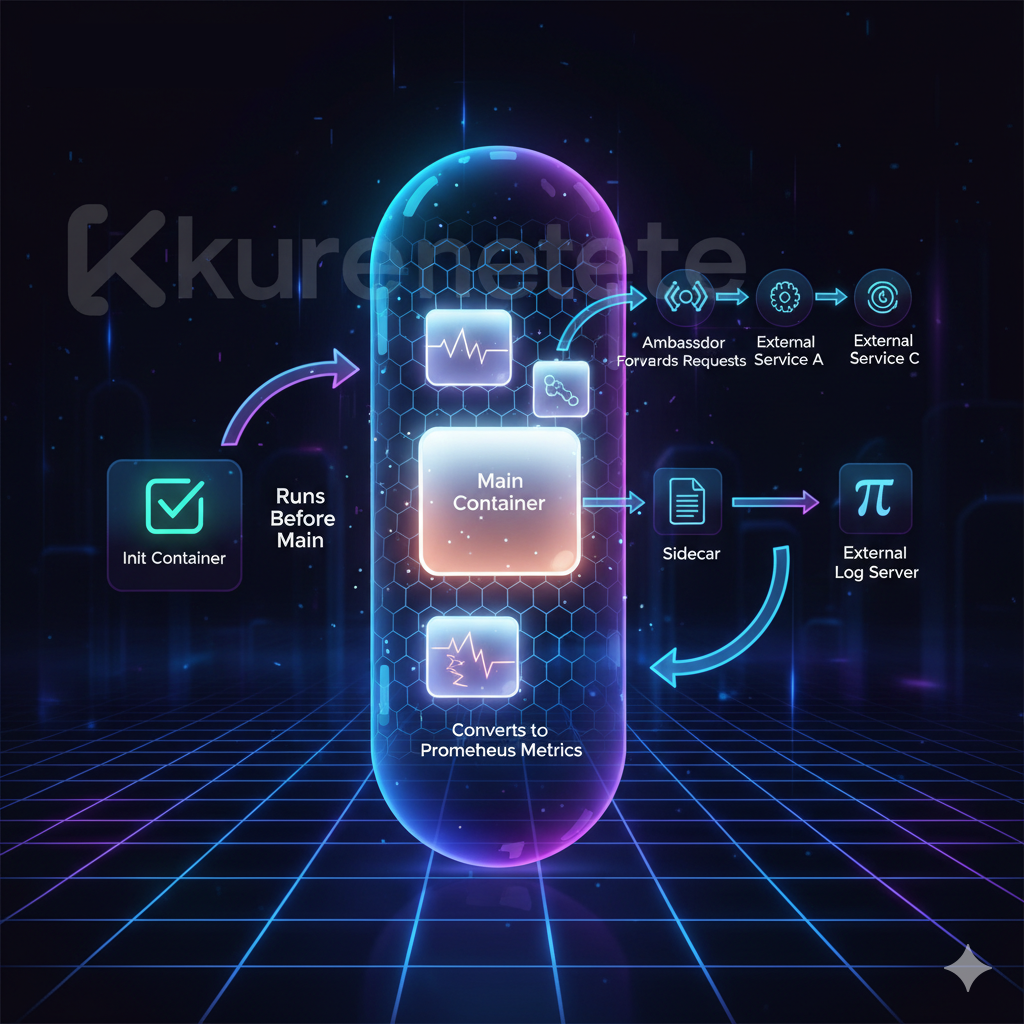 kurenetete
Ambassdor
Forvards Requests
Exlemal
Service A
External
Service C
Main
Container
Runs
Before
Main
Init Container
Sidecar
External
Log Server
Converts to
Promeheus Metrics